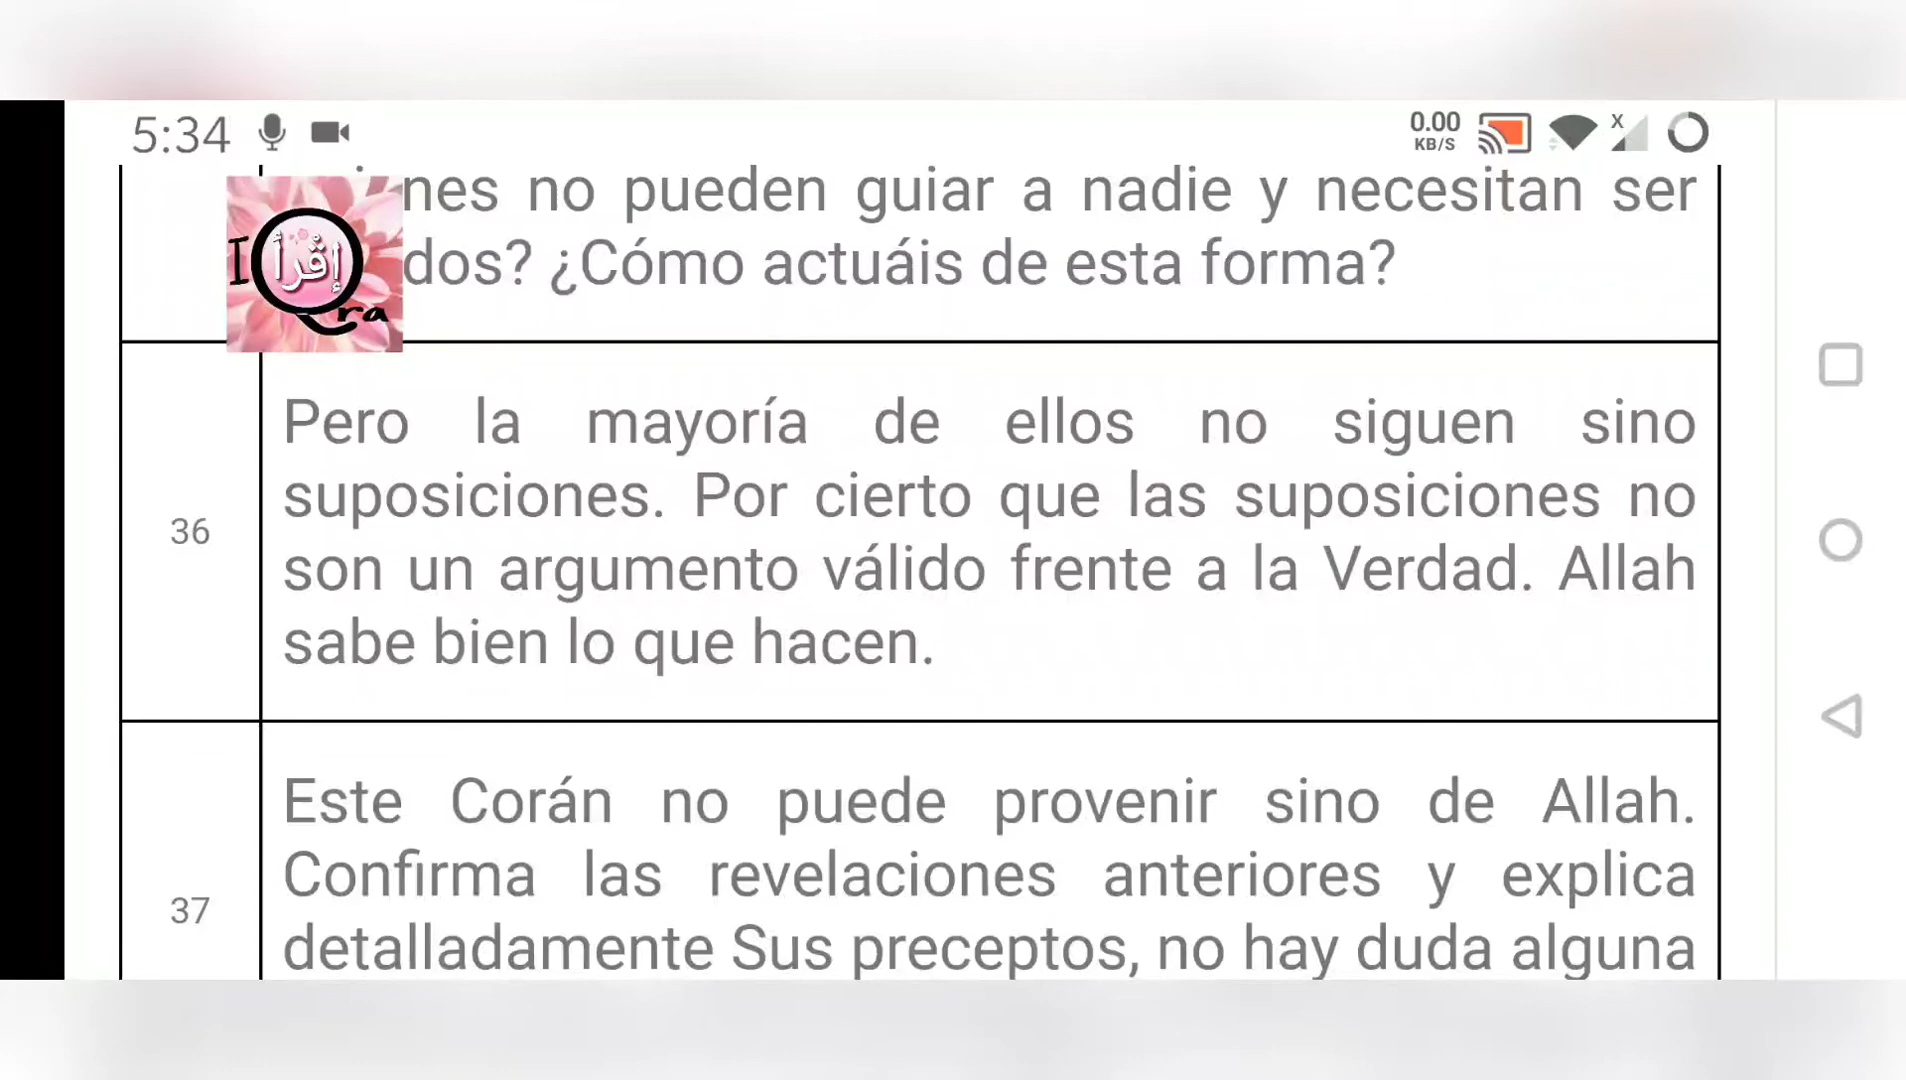 5:34
0.00
KB/S
X
nes no pueden guiar a nadie y necesitan ser
dos? ¿Cómo actuáis de esta forma?
I إقرأ
Qra
36
Pero la mayoría de ellos no siguen sino
suposiciones. Por cierto que las suposiciones no
son un argumento válido frente a la Verdad. Allah
sabe bien lo que hacen.
37
Este Corán no puede provenir sino de Allah.
Confirma las revelaciones anteriores y explica
detalladamente Sus preceptos, no hay duda alguna